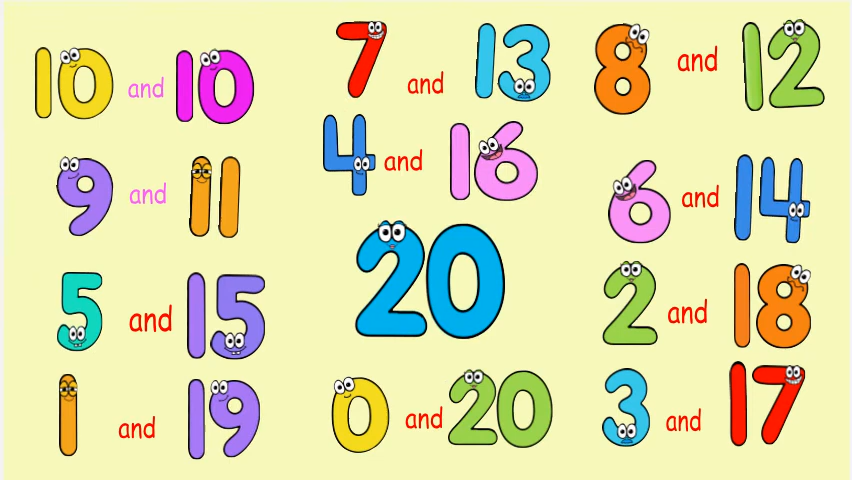 10 and 10
7 and 13
8 and 12
4 and 16
9 and 11
6 and 14
20
5 and 15
2 and 18
1 and 19
0 and 20
3 and 17